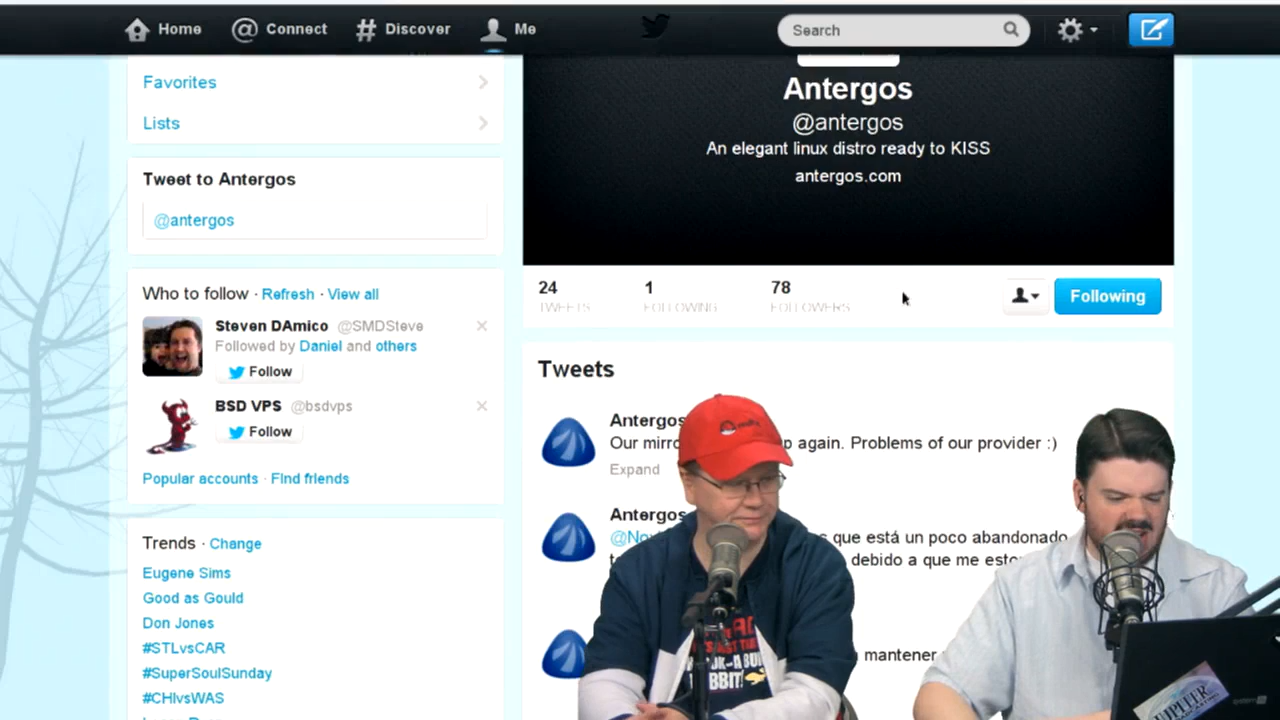 Home
Connect
Discover
Me
Search
Favorites
Lists
Tweet to Antergos
@antergos
Who to follow · Refresh · View all
Steven DAmico @SMDSteve
Followed by Daniel and others
Follow
BSD VPS @bsdvps
Follow
Popular accounts · Find friends
Trends · Change
Eugene Sims
Good as Gould
Don Jones
#STLvsCAR
#SuperSoulSunday
#CHIvsWAS
Antergos
@antergos
An elegant linux distro ready to KISS
antergos.com
24
TWEETS
1
FOLLOWING
78
FOLLOWERS
Following
Tweets
Antergos
Our again. Problems of our provider :)
Expand
Antergos
que está un poco abandonado
debido a que me
mantener
JUPITER